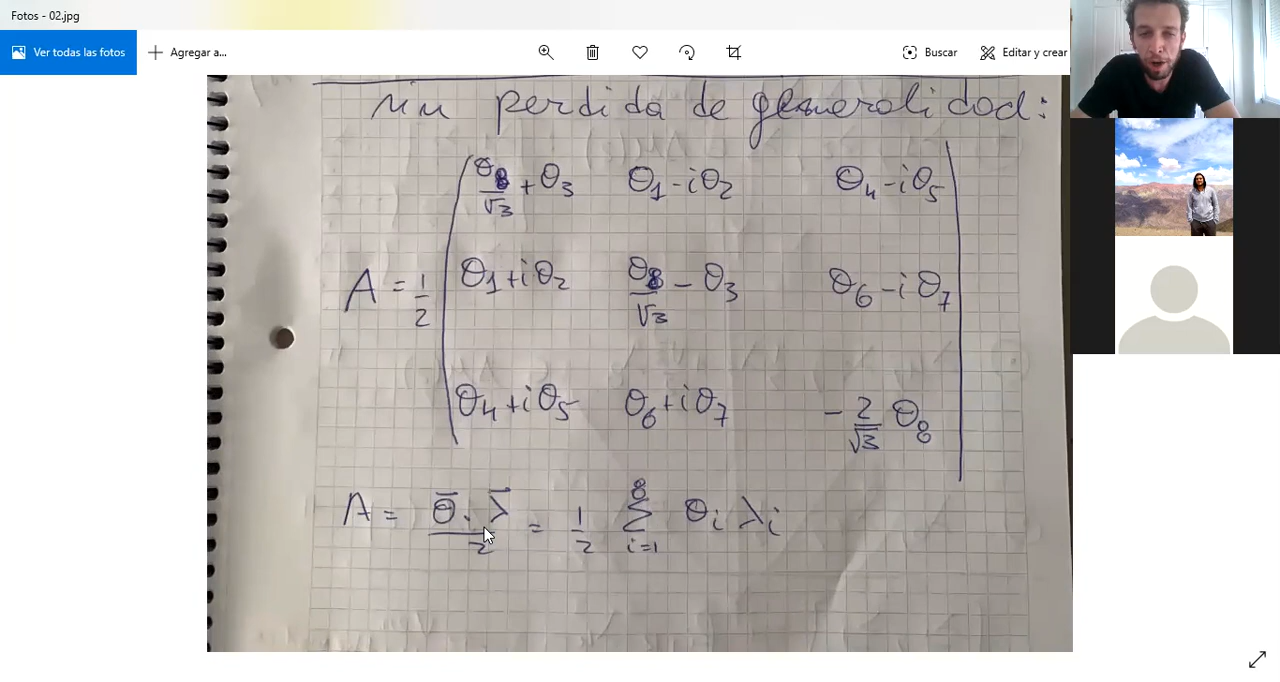 Fotos - 02.jpg
Ver todas las fotos
Agregar a...
Buscar
Editar y crear
sin perdida de generalidad:
A = 1/2 ( θ8/√3 + θ3   θ1 - iθ2   θ4 - iθ5
θ1 + iθ2   θ8/√3 - θ3   θ6 - iθ7
θ4 + iθ5   θ6 + iθ7   - 2/√3 θ8 )
A = θ̄ · λ⃗ / 2 = 1/2 Σ_{i=1}^{8} θi λi